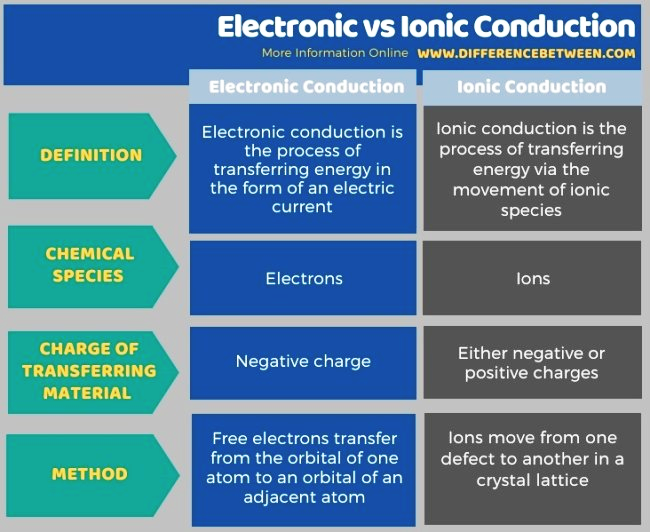 Electronic vs Ionic Conduction
More Information Online WWW.DIFFERENCEBETWEEN.COM
Electronic Conduction
Ionic Conduction
DEFINITION
Electronic conduction is
the process of
transferring energy in
the form of an electric
current
Ionic conduction is the
process of transferring
energy via the
movement of ionic
species
CHEMICAL
SPECIES
Electrons
Ions
CHARGE OF
TRANSFERRING
MATERIAL
Negative charge
Either negative or
positive charges
METHOD
Free electrons transfer
from the orbital of one
atom to an orbital of an
adjacent atom
Ions move from one
defect to another in a
crystal lattice